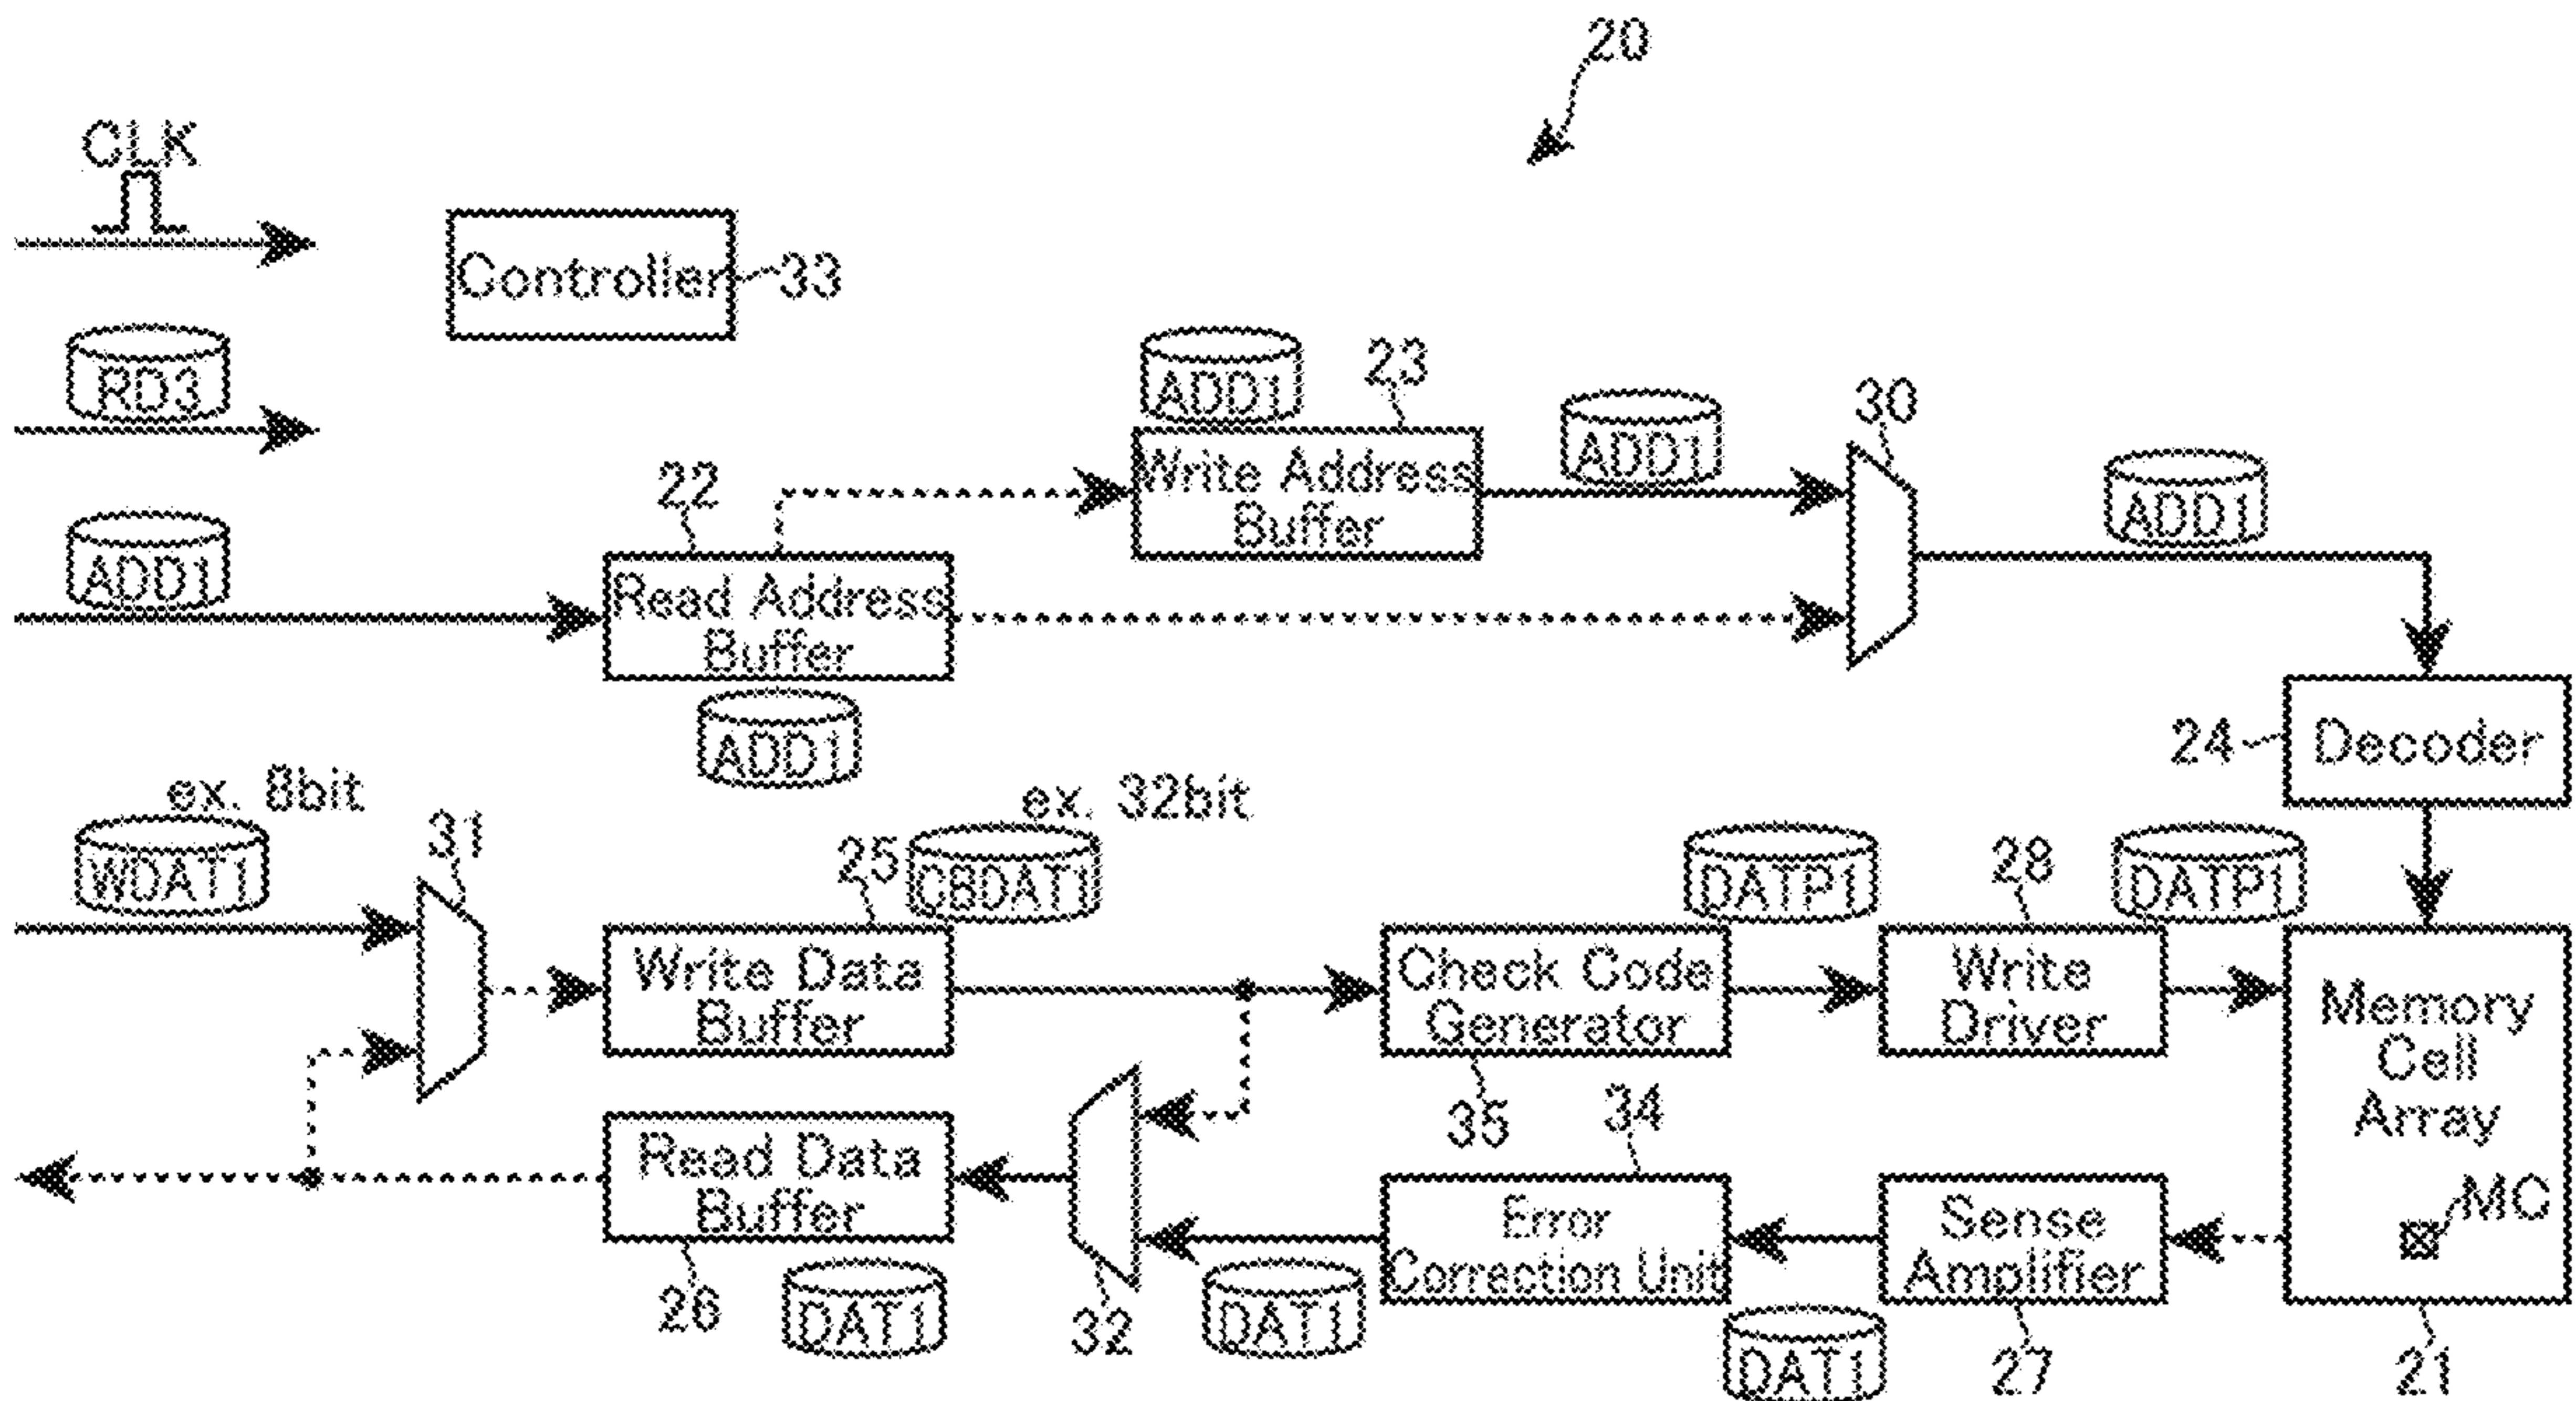 20
CLK
Controller
33
RD3
ADD1
23
ADD1
30
Write Address
Buffer
ADD1
22
ADD1
Read Address
Buffer
ADD1
24
Decoder
ex. 8bit
WDAT1
31
25
ex. 32bit
CBDAT1
DATP1
28
DATP1
Write Data
Buffer
Check Code
Generator
Write
Driver
Memory
Cell
Array
35
34
Read Data
Buffer
Error
Correction Unit
Sense
Amplifier
MC
26
DAT1
32
DAT1
DAT1
27
21